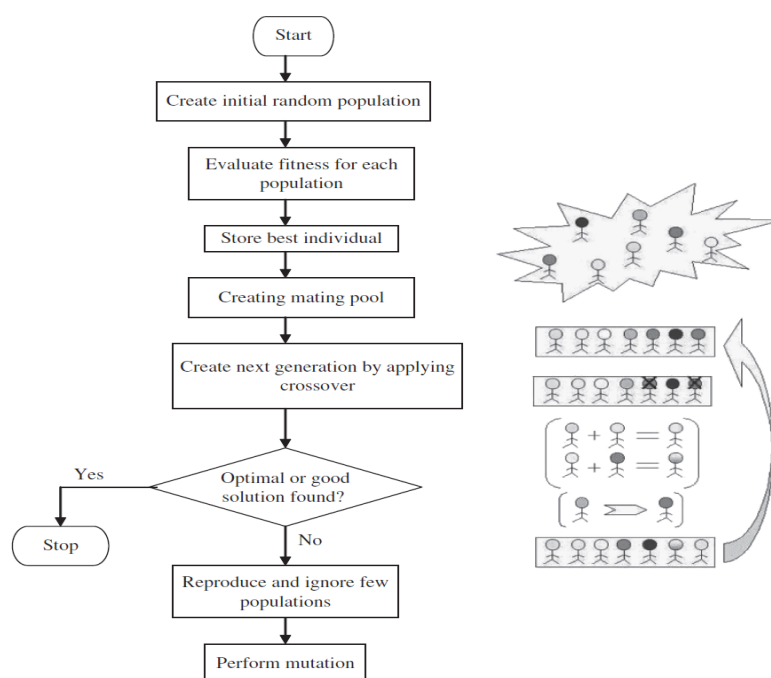 Start
Create initial random population
Evaluate fitness for each
population
Store best individual
Creating mating pool
Create next generation by applying
crossover
Yes
Optimal or good
solution found?
Stop
No
Reproduce and ignore few
populations
Perform mutation